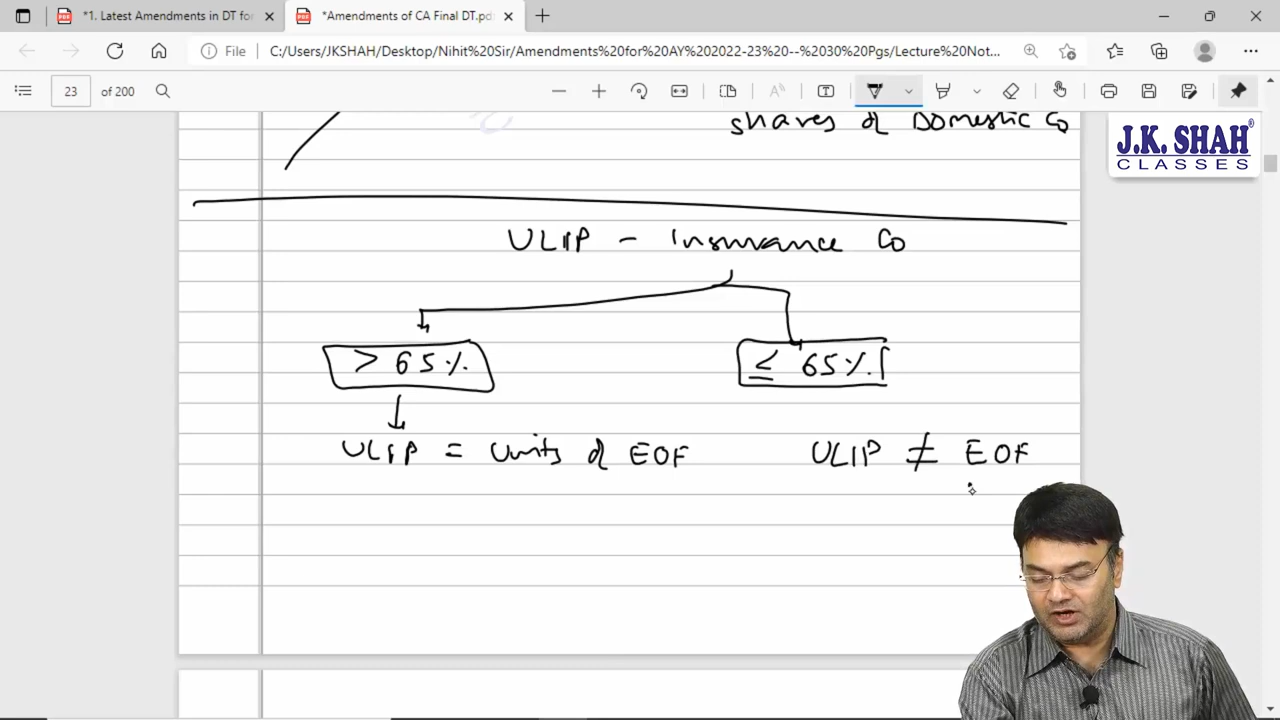 *1. Latest Amendments in DT for
*Amendments of CA Final DT.pd
File C:/Users/JKSHAH/Desktop/Nihit%20Sir/Amendments%20for%20AY%202022-23%20--%2030%20Pgs/Lecture%20Not...
23 of 200
shares of Domestic Co
J.K. SHAH®
CLASSES
ULIP - Insurance Co
> 65%
≤ 65%
ULIP = Units of EOF
ULIP ≠ EOF